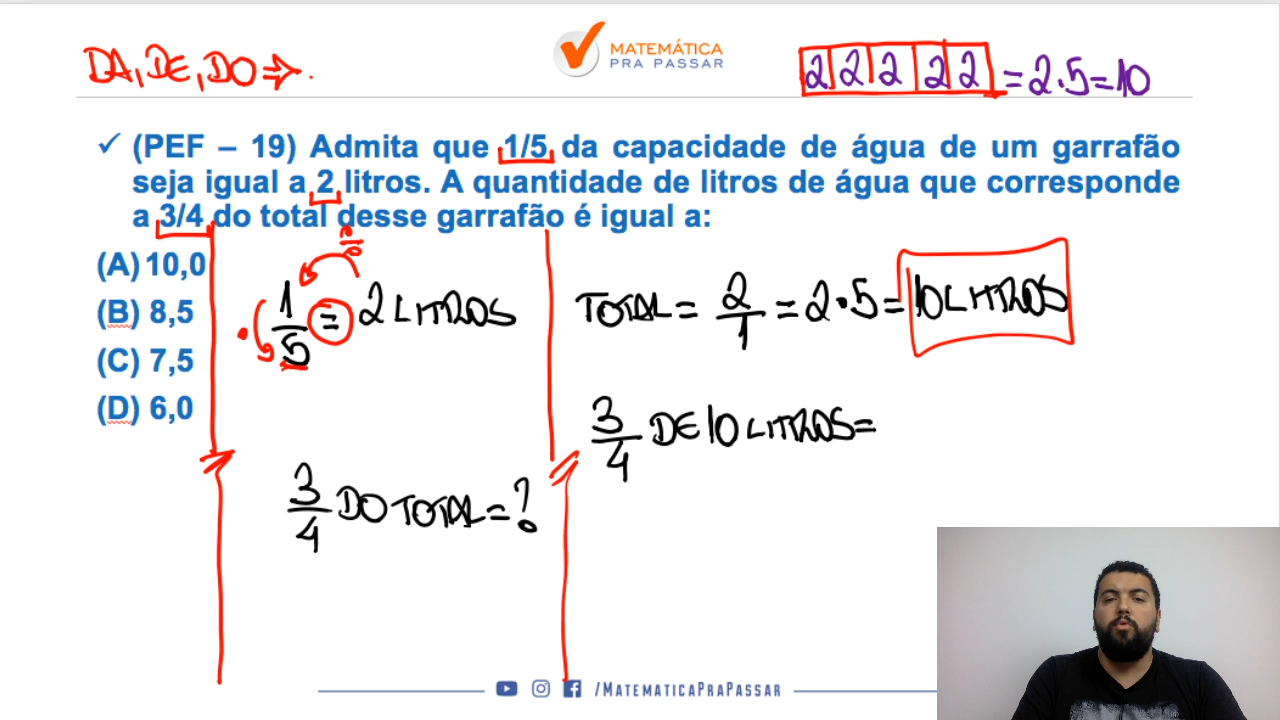 DA, DE, DO ⇒ .
MATEMÁTICA
PRA PASSAR
2 2 2 2 2 = 2·5=10
✓ (PEF – 19) Admita que 1/5 da capacidade de água de um garrafão
seja igual a 2 litros. A quantidade de litros de água que corresponde
a 3/4 do total desse garrafão é igual a:
(A) 10,0
(B) 8,5
(C) 7,5
(D) 6,0
1/5 = 2 LITROS
3/4 DO TOTAL = ?
TOTAL = 2/1 = 2·5 = 10 LITROS
3/4 DE 10 LITROS =
/MATEMATICAPRAPASSAR